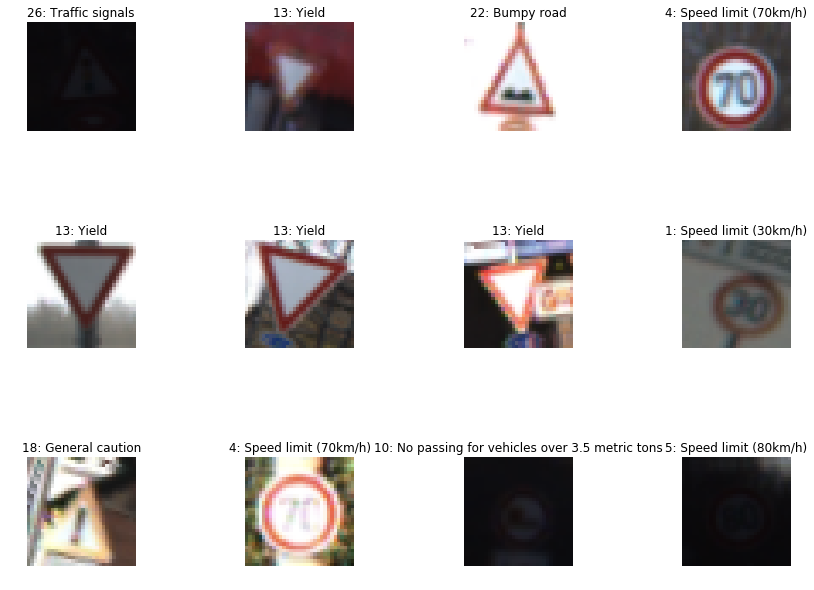 26: Traffic signals
13: Yield
22: Bumpy road
4: Speed limit (70km/h)
70
13: Yield
13: Yield
13: Yield
1: Speed limit (30km/h)
30
18: General caution
4: Speed limit (70km/h)
10: No passing for vehicles over 3.5 metric tons
5: Speed limit (80km/h)
70